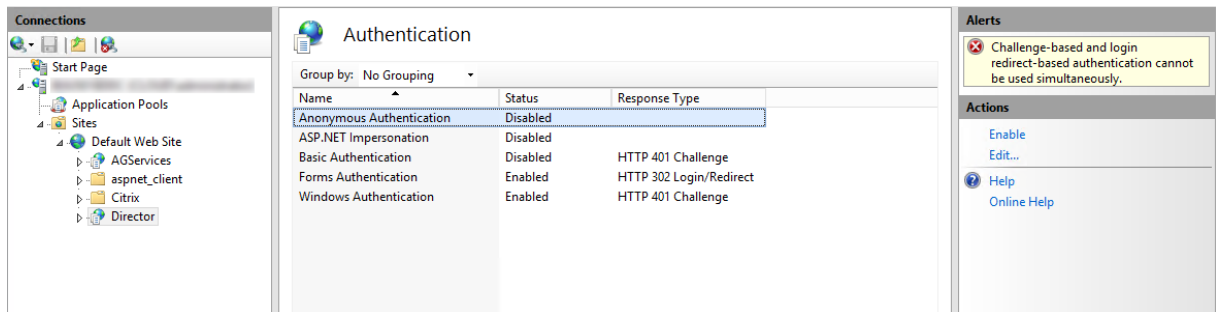 Connections
Start Page
Application Pools
Sites
Default Web Site
AGServices
aspnet_client
Citrix
Director
Authentication
Group by: No Grouping
Name Status Response Type
Anonymous Authentication Disabled
ASP.NET Impersonation Disabled
Basic Authentication Disabled HTTP 401 Challenge
Forms Authentication Enabled HTTP 302 Login/Redirect
Windows Authentication Enabled HTTP 401 Challenge
Alerts
Challenge-based and login
redirect-based authentication cannot
be used simultaneously.
Actions
Enable
Edit...
Help
Online Help